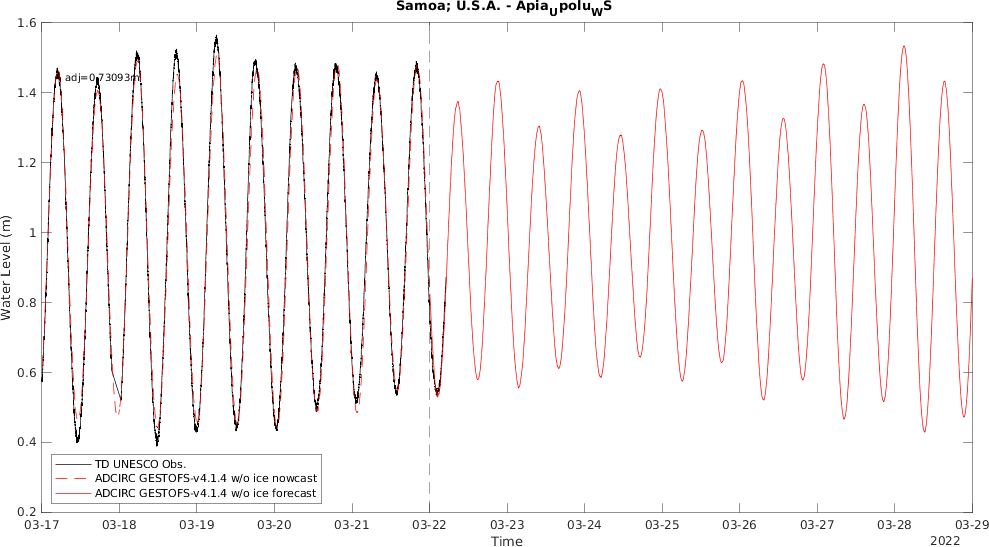 Samoa; U.S.A. - ApiaUpoluWS
1.6
adj=0.73093m
1.4
1.2
1
0.8
0.6
0.4
0.2
Water Level (m)
TD UNESCO Obs.
ADCIRC GESTOFS-v4.1.4 w/o ice nowcast
ADCIRC GESTOFS-v4.1.4 w/o ice forecast
03-17 03-18 03-19 03-20 03-21 03-22 03-23 03-24 03-25 03-26 03-27 03-28 03-29
Time
2022